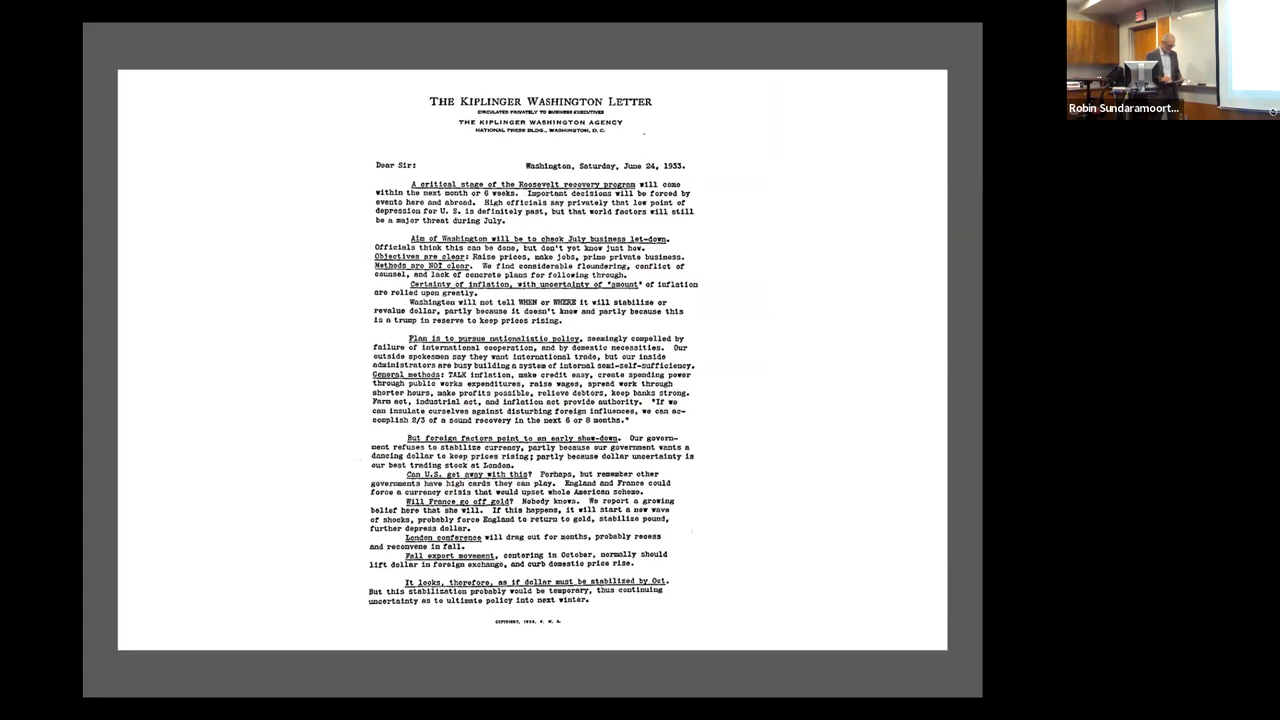 THE KIPLINGER WASHINGTON LETTER
CIRCULATED PRIVATELY TO BUSINESS EXECUTIVES
THE KIPLINGER WASHINGTON AGENCY
NATIONAL PRESS BLDG., WASHINGTON, D. C.
Dear Sir: Washington, Saturday, June 24, 1933.
A critical stage of the Roosevelt recovery program will come
within the next month or 6 weeks. Important decisions will be forced by
events here and abroad. High officials say privately that low point of
depression for U. S. is definitely past, but that world factors will still
be a major threat during July.
Aim of Washington will be to check July business let-down.
Officials think this can be done, but don't yet know just how.
Objectives are clear: Raise prices, make jobs, prime private business.
Methods are NOT clear. We find considerable floundering, conflict of
counsel, and lack of concrete plans for following through.
Certainty of inflation, with uncertainty of "amount" of inflation
are relied upon greatly.
Washington will not tell WHEN or WHERE it will stabilize or
revalue dollar, partly because it doesn't know and partly because this
is a trump in reserve to keep prices rising.
Plan is to pursue nationalistic policy, seemingly compelled by
failure of international cooperation, and by domestic necessities. Our
outside spokesmen say they want international trade, but our inside
administrators are busy building a system of internal semi-self-sufficiency.
General methods: TALK inflation, make credit easy, create spending power
through public works expenditures, raise wages, spread work through
shorter hours, make profits possible, relieve debtors, keep banks strong.
Farm act, industrial act, and inflation act provide authority. "If we
can insulate ourselves against disturbing foreign influences, we can ac-
complish 2/3 of a sound recovery in the next 6 or 8 months."
But foreign factors point to an early show-down. Our govern-
ment refuses to stabilize currency, partly because our government wants a
dancing dollar to keep prices rising; partly because dollar uncertainty is
our best trading stock at London.
Can U.S. get away with this? Perhaps, but remember other
governments have high cards they can play. England and France could
force a currency crisis that would upset whole American scheme.
Will France go off gold? Nobody knows. We report a growing
belief here that she will. If this happens, it will start a new wave
of shocks, probably force England to return to gold, stabilize pound,
further depress dollar.
London conference will drag out for months, probably recess
and reconvene in fall.
Fall export movement, centering in October, normally should
lift dollar in foreign exchange, and curb domestic price rise.
It looks, therefore, as if dollar must be stabilized by Oct.
But this stabilization probably would be temporary, thus continuing
uncertainty as to ultimate policy into next winter.
COPYRIGHT, 1933, K. W. A.
Robin Sundaramoort...